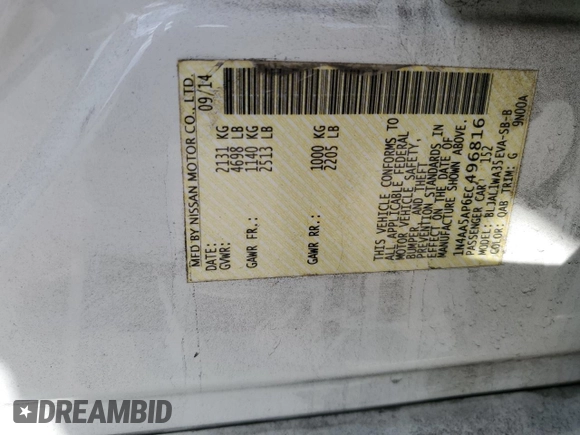 MFD BY NISSAN MOTOR CO., LTD.
DATE: 09/14
GVWR: 2131 KG
4698 LB
GAWR FR.: 1140 KG
2513 LB
GAWR RR.: 1000 KG
2205 LB
THIS VEHICLE CONFORMS TO
ALL APPLICABLE FEDERAL
MOTOR VEHICLE SAFETY,
BUMPER, AND THEFT
PREVENTION STANDARDS IN
EFFECT ON THE DATE OF
MANUFACTURE SHOWN ABOVE.
1N4AA5AP6EC496816
PASSENGER CAR 1S2
MODEL: BLJALWA35EVA-SB-B
COLOR: QAB TRIM: G 9N00A
DREAMBID